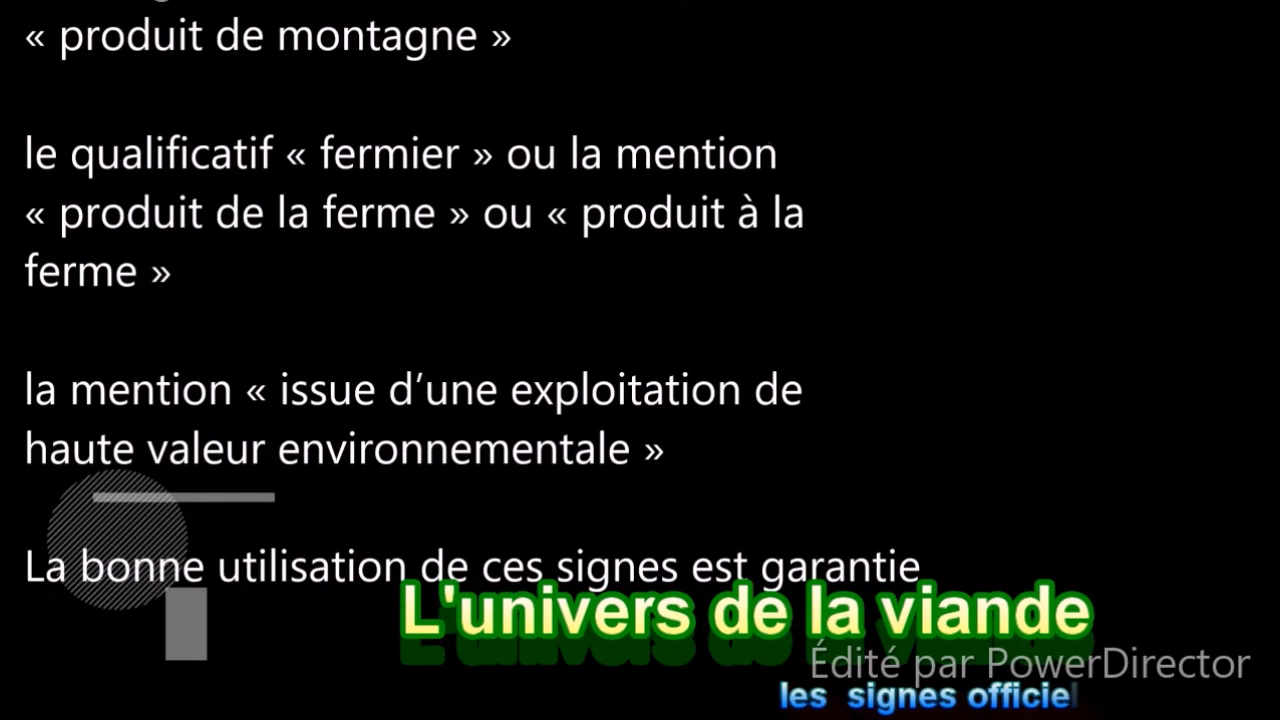 « produit de montagne »
le qualificatif « fermier » ou la mention
« produit de la ferme » ou « produit à la
ferme »
la mention « issue d’une exploitation de
haute valeur environnementale »
La bonne utilisation de ces signes est garantie
L'univers de la viande
Édité par PowerDirector
les signes officiel